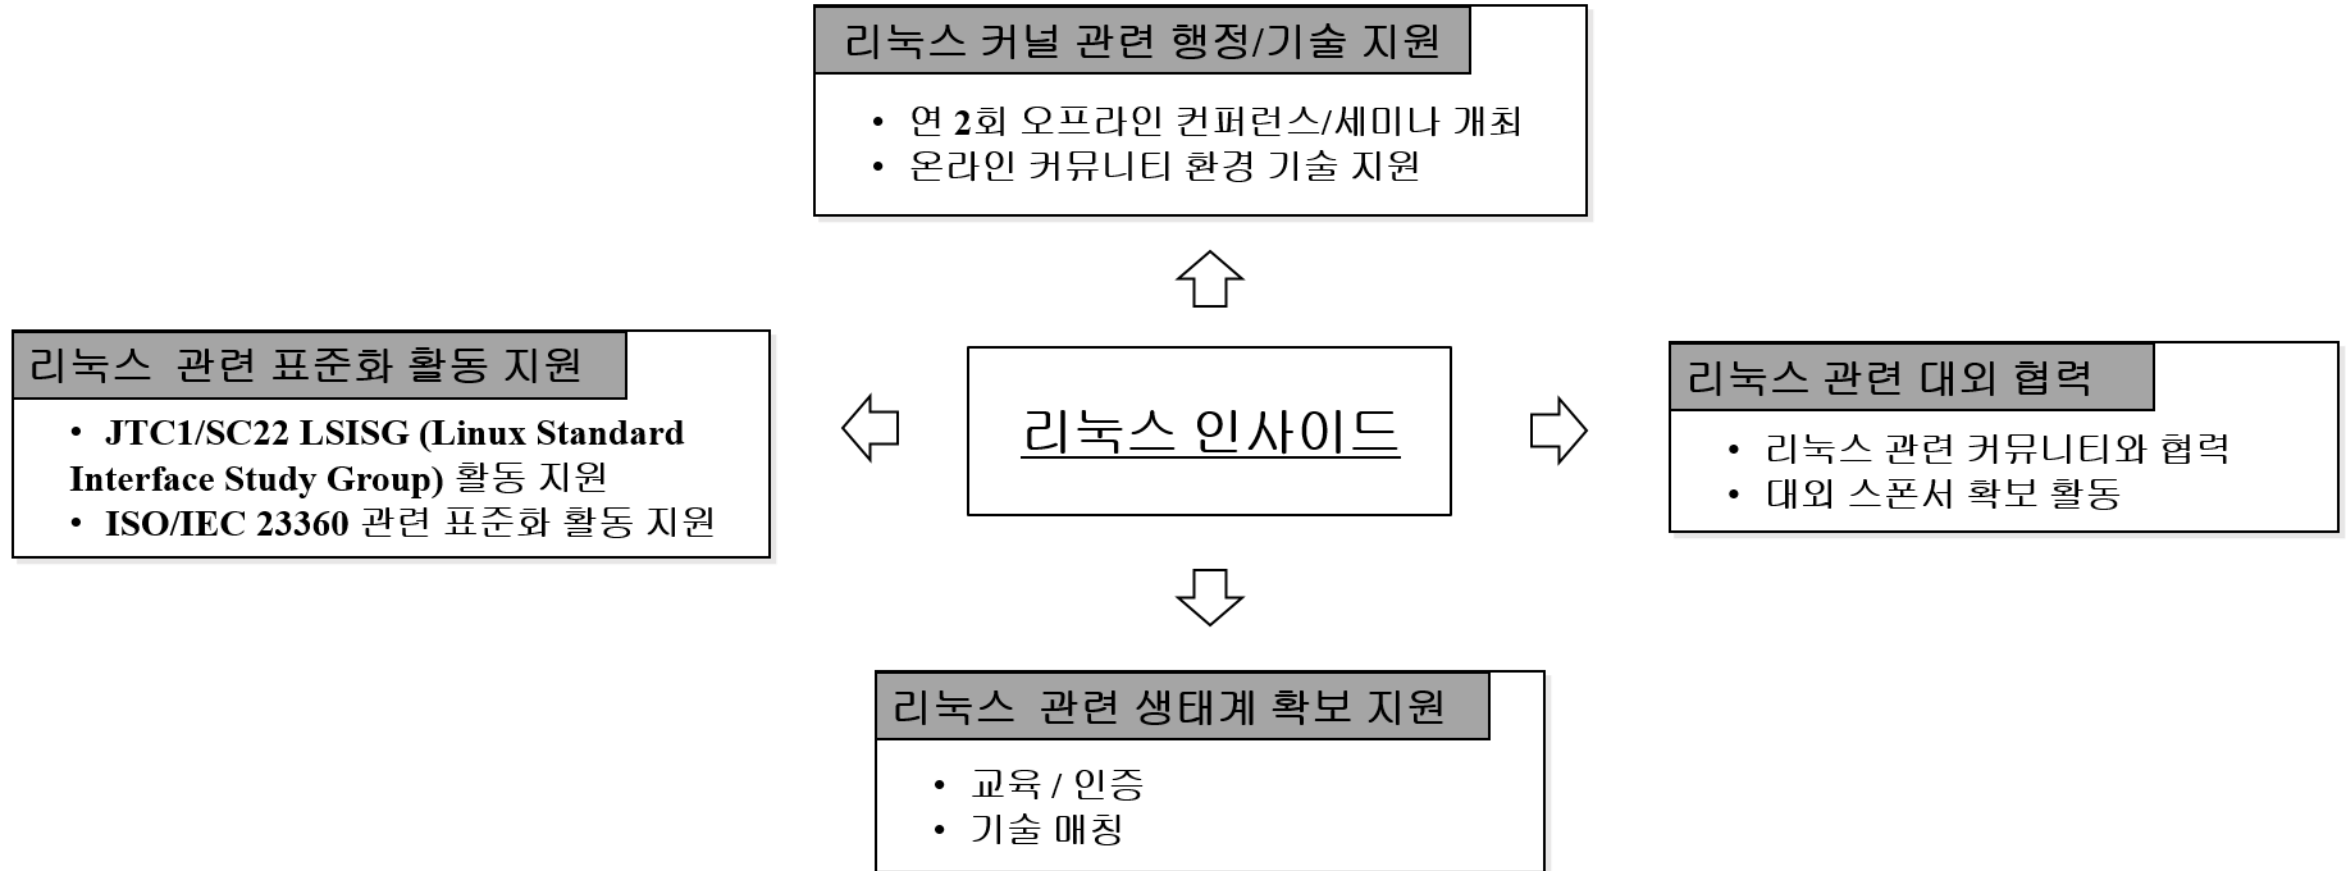 리눅스 커널 관련 행정/기술 지원
• 연 2회 오프라인 컨퍼런스/세미나 개최
• 온라인 커뮤니티 환경 기술 지원
리눅스 관련 표준화 활동 지원
• JTC1/SC22 LSISG (Linux Standard
Interface Study Group) 활동 지원
• ISO/IEC 23360 관련 표준화 활동 지원
리눅스 인사이드
리눅스 관련 대외 협력
• 리눅스 관련 커뮤니티와 협력
• 대외 스폰서 확보 활동
리눅스 관련 생태계 확보 지원
• 교육 / 인증
• 기술 매칭